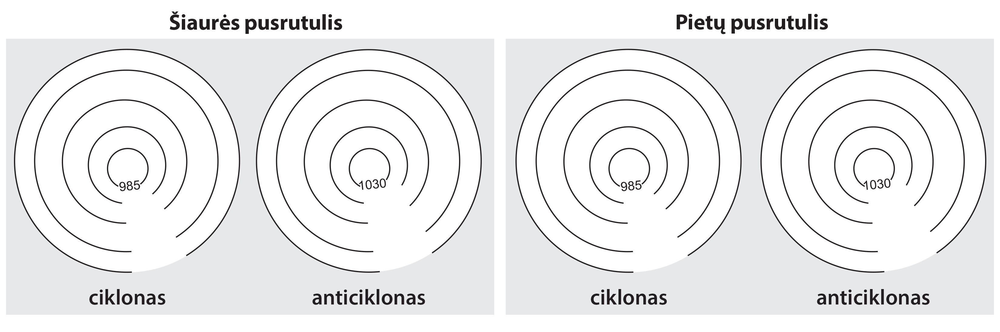 Šiaurės pusrutulis
Pietų pusrutulis
985
1030
985
1030
ciklonas
anticiklonas
ciklonas
anticiklonas